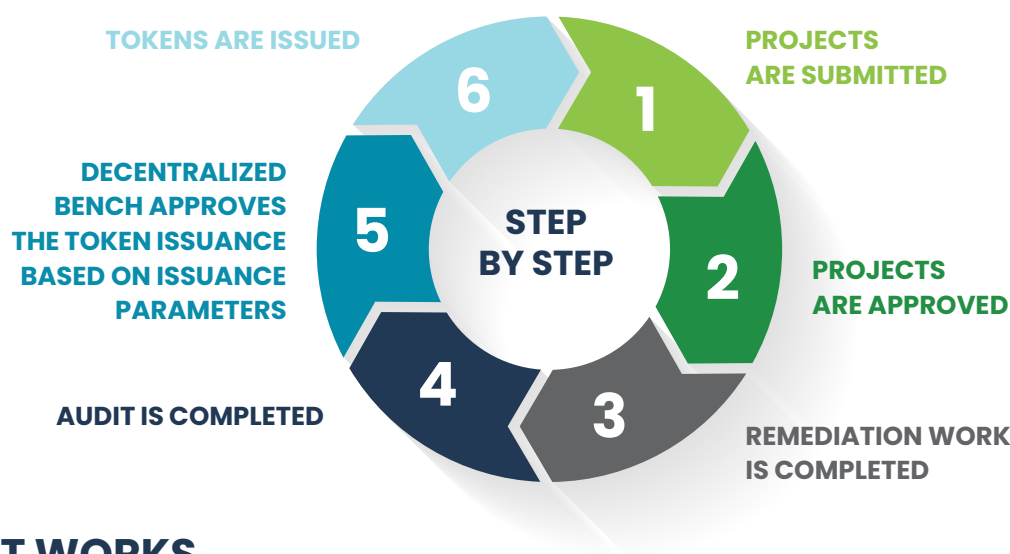 TOKENS ARE ISSUED
6
1
PROJECTS
ARE SUBMITTED
DECENTRALIZED
BENCH APPROVES
THE TOKEN ISSUANCE
BASED ON ISSUANCE
PARAMETERS
5
STEP
BY STEP
2
PROJECTS
ARE APPROVED
4
AUDIT IS COMPLETED
3
REMEDIATION WORK
IS COMPLETED
WORKS